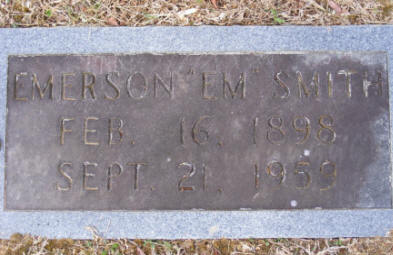 EMERSON "EM" SMITH
FEB. 16, 1898
SEPT. 21, 1959